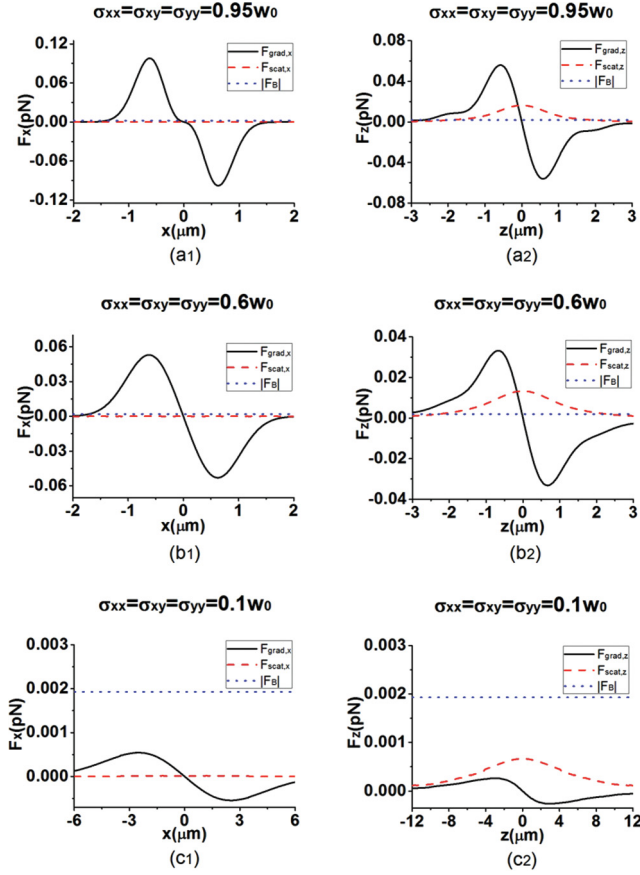 σxx=σxy=σyy=0.95w0
σxx=σxy=σyy=0.95w0
Fx(pN)
0.12
0.06
0.00
-0.06
-0.12
Fgrad,x
Fscat,x
|FB|
-2 -1 0 1 2
x(μm)
(a1)
Fz(pN)
0.08
0.04
0.00
-0.04
-0.08
Fgrad,z
Fscat,z
|FB|
-3 -2 -1 0 1 2 3
z(μm)
(a2)
σxx=σxy=σyy=0.6w0
σxx=σxy=σyy=0.6w0
Fx(pN)
0.06
0.03
0.00
-0.03
-0.06
Fgrad,x
Fscat,x
|FB|
-2 -1 0 1 2
x(μm)
(b1)
Fz(pN)
0.04
0.02
0.00
-0.02
-0.04
Fgrad,z
Fscat,z
|FB|
-3 -2 -1 0 1 2 3
z(μm)
(b2)
σxx=σxy=σyy=0.1w0
σxx=σxy=σyy=0.1w0
Fx(pN)
0.003
0.002
0.001
0.000
Fgrad,x
Fscat,x
|FB|
-6 -3 0 3 6
x(μm)
(c1)
Fz(pN)
0.003
0.002
0.001
0.000
Fgrad,z
Fscat,z
|FB|
-12 -8 -4 0 4 8 12
z(μm)
(c2)